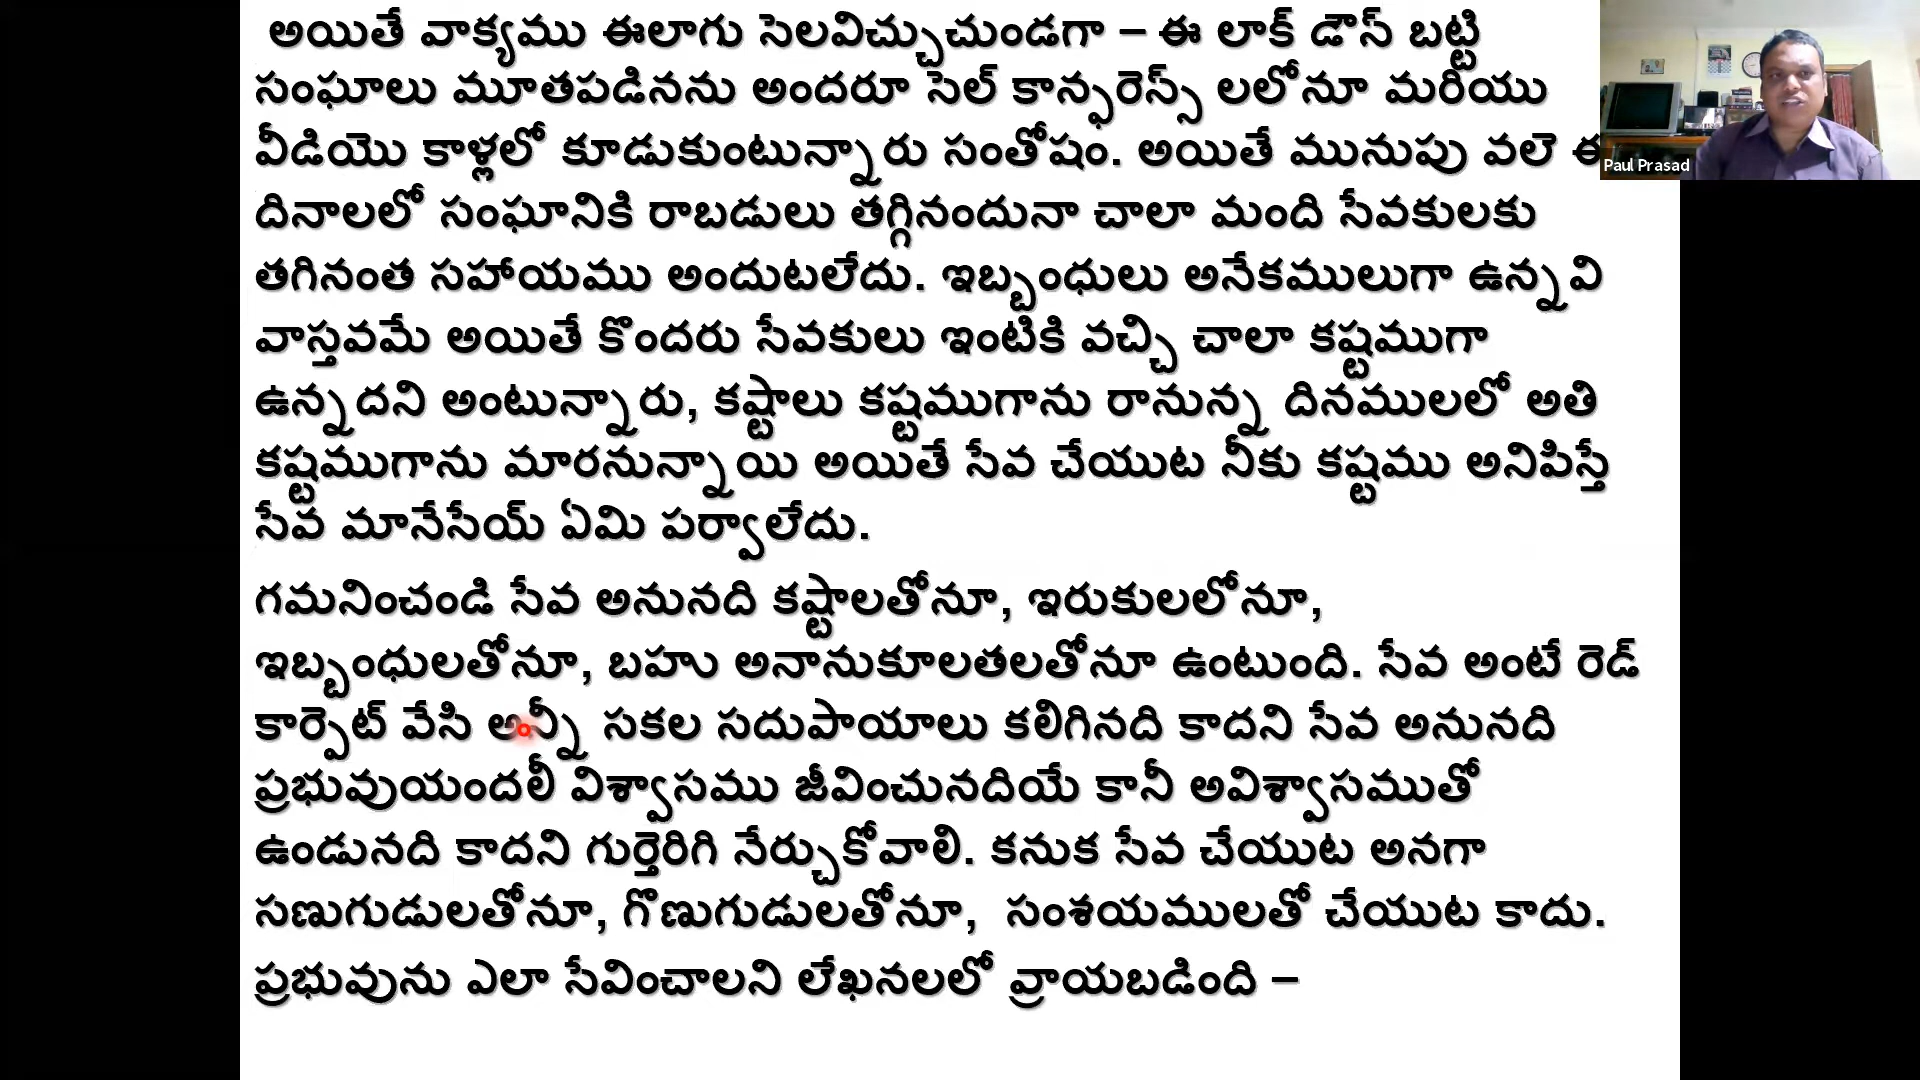 అయితే వాక్యము ఈలాగు సెలవిచ్చుచుండగా – ఈ లాక్ డౌన్ బట్టి
సంఘాలు మూతపడినను అందరూ సెల్ కాన్ఫరెన్స్ లలోనూ మరియు
వీడియొ కాళ్లలో కూడుకుంటున్నారు సంతోషం. అయితే మునుపు వలె ఈ
దినాలలో సంఘానికి రాబడులు తగ్గినందునా చాలా మంది సేవకులకు
తగినంత సహాయము అందుటలేదు. ఇబ్బంధులు అనేకములుగా ఉన్నవి
వాస్తవమే అయితే కొందరు సేవకులు ఇంటికి వచ్చి చాలా కష్టముగా
ఉన్నదని అంటున్నారు, కష్టాలు కష్టముగాను రానున్న దినములలో అతి
కష్టముగాను మారనున్నాయి అయితే సేవ చేయుట నీకు కష్టము అనిపిస్తే
సేవ మానేసేయ్ ఏమి పర్వాలేదు.
గమనించండి సేవ అనునది కష్టాలతోనూ, ఇరుకులలోనూ,
ఇబ్బంధులతోనూ, బహు అనానుకూలతలతోనూ ఉంటుంది. సేవ అంటే రెడ్
కార్పెట్ వేసి అన్నీ సకల సదుపాయాలు కలిగినది కాదని సేవ అనునది
ప్రభువుయందలీ విశ్వాసము జీవించునదియే కానీ అవిశ్వాసముతో
ఉండునది కాదని గుర్తెరిగి నేర్చుకోవాలి. కనుక సేవ చేయుట అనగా
సణుగుడులతోనూ, గొణుగుడులతోనూ, సంశయములతో చేయుట కాదు.
ప్రభువును ఎలా సేవించాలని లేఖనలలో వ్రాయబడింది –
Paul Prasad